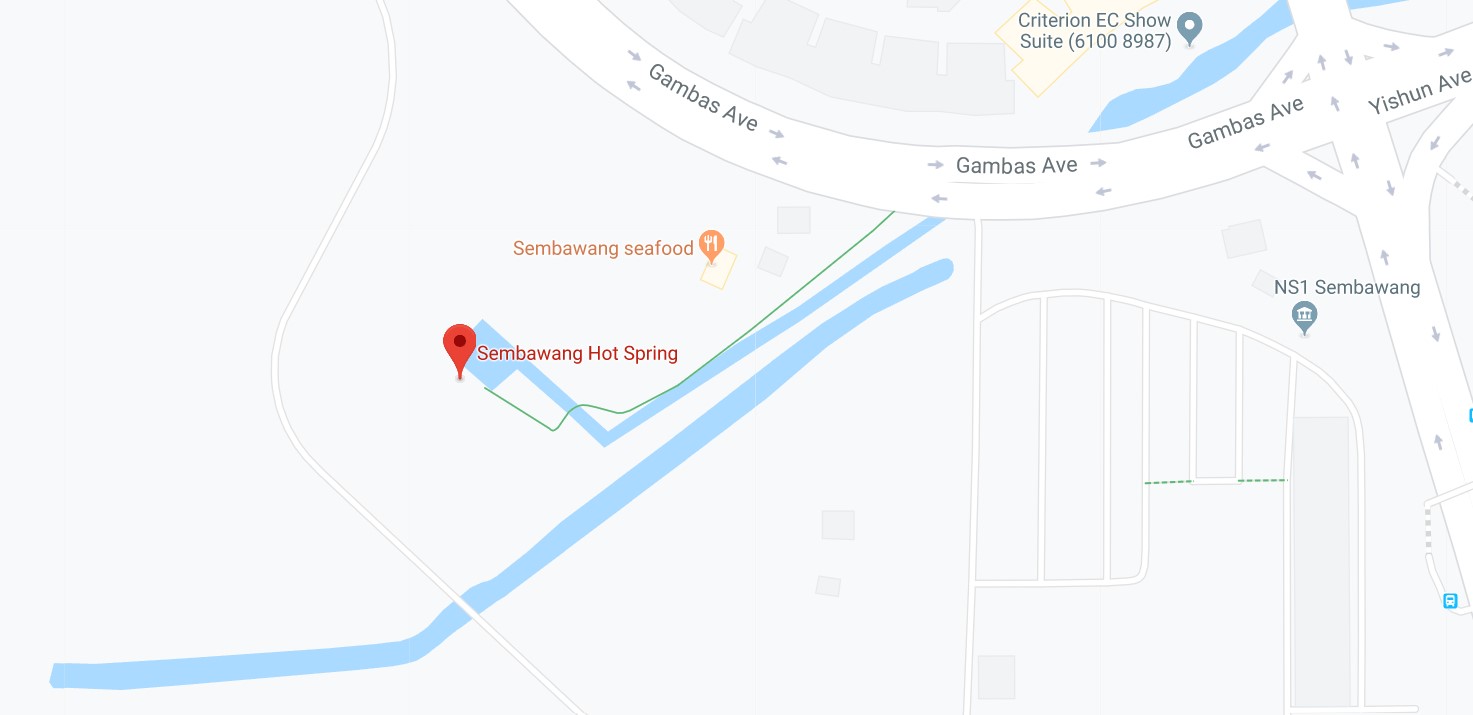 Criterion EC Show
Suite (6100 8987)
Gambas Ave
Gambas Ave
Gambas Ave
Yishun Ave
Sembawang seafood
NS1 Sembawang
Sembawang Hot Spring